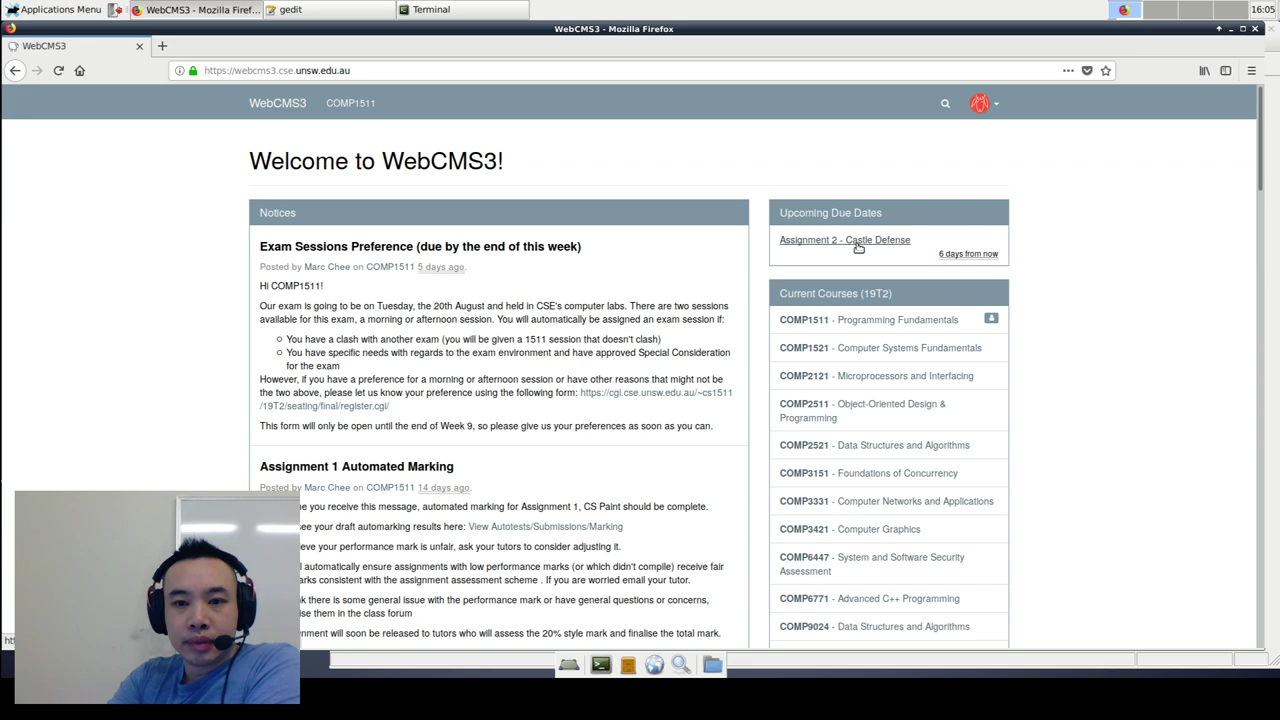 Applications Menu
WebCMS3 - Mozilla Firef...
gedit
Terminal
16:05
WebCMS3 - Mozilla Firefox
WebCMS3
https://webcms3.cse.unsw.edu.au
WebCMS3
COMP1511
Welcome to WebCMS3!
Notices
Exam Sessions Preference (due by the end of this week)
Posted by Marc Chee on COMP1511 5 days ago.
Hi COMP1511!
Our exam is going to be on Tuesday, the 20th August and held in CSE's computer labs. There are two sessions
available for this exam, a morning or afternoon session. You will automatically be assigned an exam session if:
You have a clash with another exam (you will be given a 1511 session that doesn't clash)
You have specific needs with regards to the exam environment and have approved Special Consideration
for the exam
However, if you have a preference for a morning or afternoon session or have other reasons that might not be
the two above, please let us know your preference using the following form: https://cgi.cse.unsw.edu.au/~cs1511
/19T2/seating/final/register.cgi/
This form will only be open until the end of Week 9, so please give us your preferences as soon as you can.
Assignment 1 Automated Marking
Posted by Marc Chee on COMP1511 14 days ago.
you receive this message, automated marking for Assignment 1, CS Paint should be complete.
see your draft automarking results here: View Autotests/Submissions/Marking
your performance mark is unfair, ask your tutors to consider adjusting it.
automatically ensure assignments with low performance marks (or which didn't compile) receive fair
consistent with the assignment assessment scheme . If you are worried email your tutor.
there is some general issue with the performance mark or have general questions or concerns,
them in the class forum
will soon be released to tutors who will assess the 20% style mark and finalise the total mark.
Upcoming Due Dates
Assignment 2 - Castle Defense
6 days from now
Current Courses (19T2)
COMP1511 - Programming Fundamentals
COMP1521 - Computer Systems Fundamentals
COMP2121 - Microprocessors and Interfacing
COMP2511 - Object-Oriented Design &
Programming
COMP2521 - Data Structures and Algorithms
COMP3151 - Foundations of Concurrency
COMP3331 - Computer Networks and Applications
COMP3421 - Computer Graphics
COMP6447 - System and Software Security
Assessment
COMP6771 - Advanced C++ Programming
COMP9024 - Data Structures and Algorithms